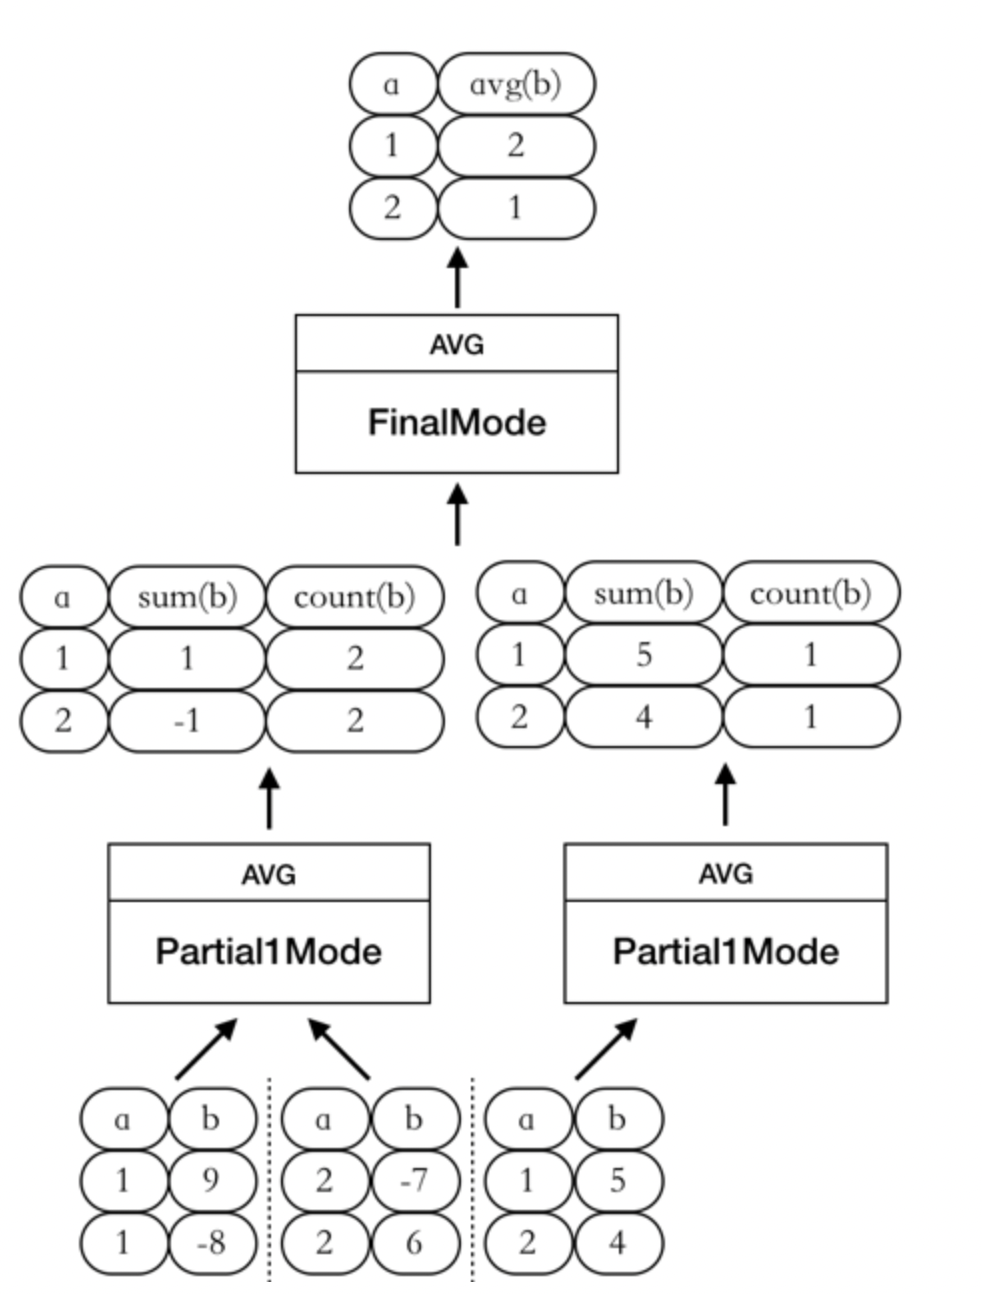 a avg(b)
1 2
2 1
AVG
FinalMode
a sum(b) count(b)
1 1 2
2 -1 2
a sum(b) count(b)
1 5 1
2 4 1
AVG
Partial1Mode
AVG
Partial1Mode
a b
1 9
1 -8
a b
2 -7
2 6
a b
1 5
2 4